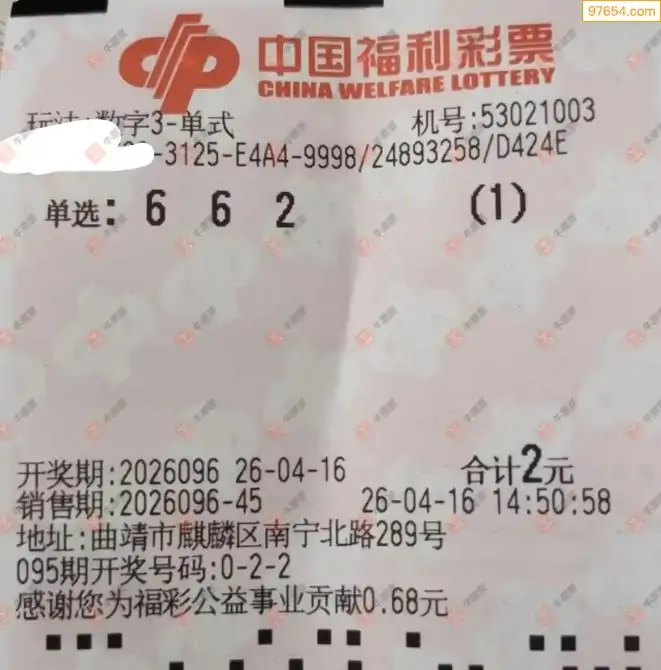 97654.com
中国福利彩票
CHINA WELFARE LOTTERY
玩法:数字3-单式 机号:53021003
-3125-E4A4-9998/24893258/D424E
单选: 6 6 2 (1)
开奖期:2026096 26-04-16 合计2元
销售期:2026096-45 26-04-16 14:50:58
地址:曲靖市麒麟区南宁北路289号
095期开奖号码:0-2-2
感谢您为福彩公益事业贡献0.68元